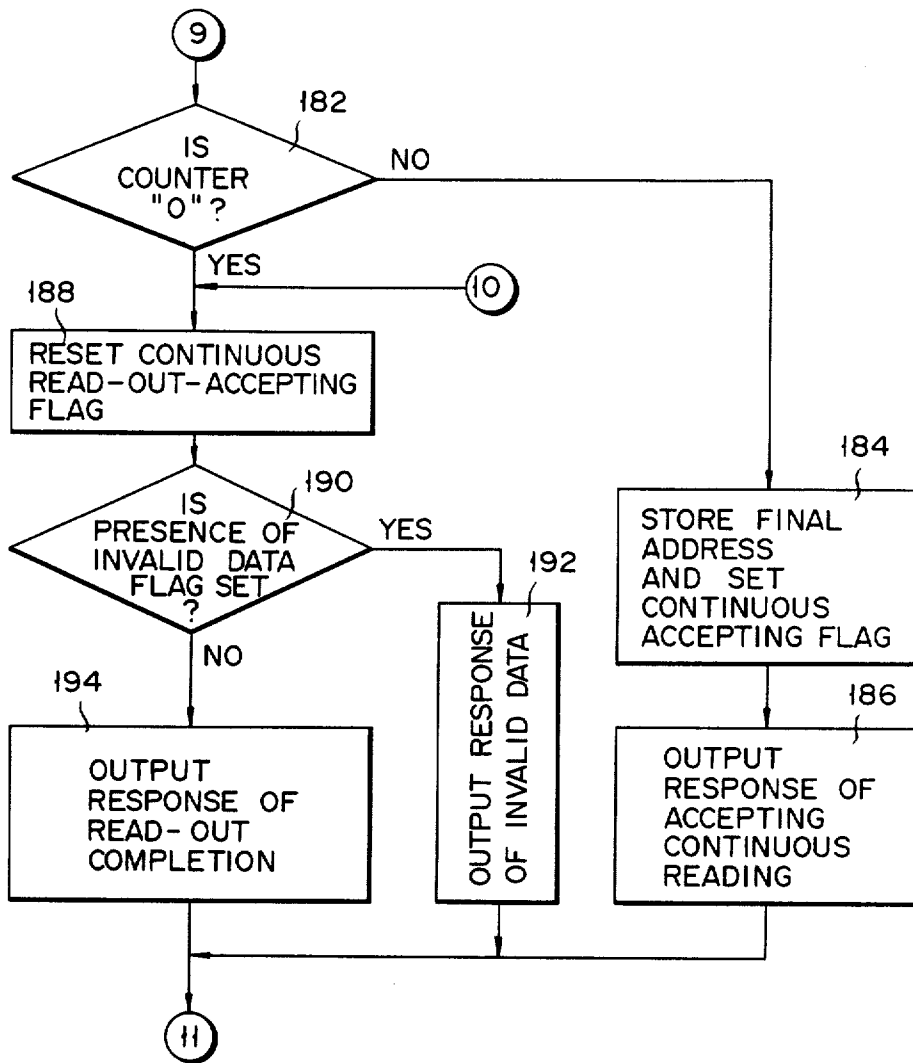 9
182
IS
COUNTER
"O"?
NO
YES
10
188
RESET CONTINUOUS
READ-OUT-ACCEPTING
FLAG
190
IS
PRESENCE OF
INVALID DATA
FLAG SET
?
YES
NO
192
OUTPUT RESPONSE
OF INVALID DATA
184
STORE FINAL
ADDRESS
AND SET
CONTINUOUS
ACCEPTING FLAG
194
OUTPUT
RESPONSE OF
READ-OUT
COMPLETION
186
OUTPUT
RESPONSE OF
ACCEPTING
CONTINUOUS
READING
11